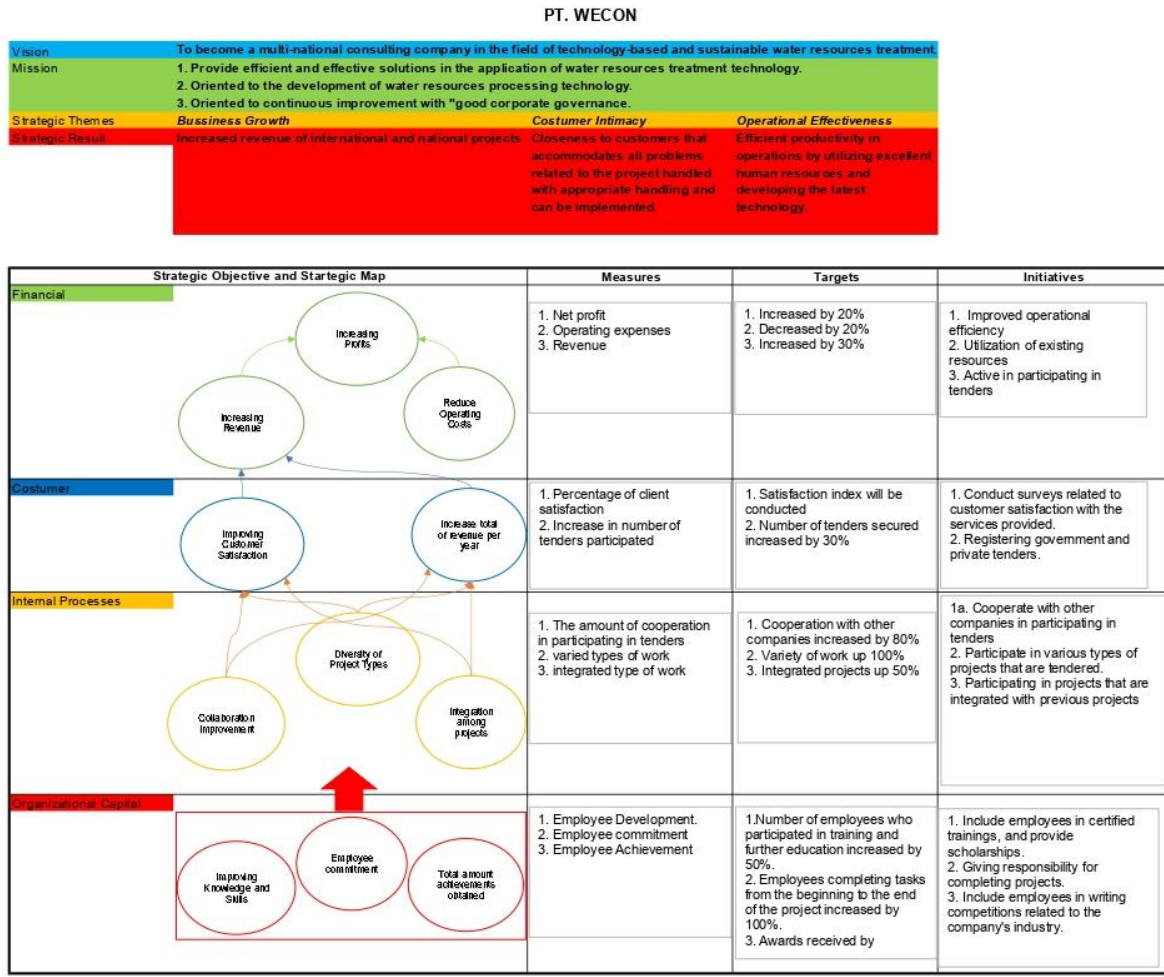 PT. WECON
Vision
To become a multi-national consulting company in the field of technology-based and sustainable water resources treatment.
Mission
1. Provide efficient and effective solutions in the application of water resources treatment technology.
2. Oriented to the development of water resources processing technology.
3. Oriented to continuous improvement with "good corporate governance.
Strategic Themes
Bussiness Growth
Costumer Intimacy
Operational Effectiveness
Strategic Result
Increased revenue of international and national projects
Closeness to customers that
accommodates all problems
related to the project handled
with appropriate handling and
can be implemented.
Efficient productivity in
operations by utilizing excellent
human resources and
developing the latest
technology.
Strategic Objective and Startegic Map
Measures
Targets
Initiatives
Financial
Increasing
Profits
Increasing
Revenue
Reduce
Operating
Costs
1. Net profit
2. Operating expenses
3. Revenue
1. Increased by 20%
2. Decreased by 20%
3. Increased by 30%
1. Improved operational
efficiency
2. Utilization of existing
resources
3. Active in participating in
tenders
Costumer
Improving
Customer
Satisfaction
Increase total
of revenue per
year
1. Percentage of client
satisfaction
2. Increase in number of
tenders participated
1. Satisfaction index will be
conducted
2. Number of tenders secured
increased by 30%
1. Conduct surveys related to
customer satisfaction with the
services provided.
2. Registering government and
private tenders.
Internal Processes
Diversity of
Project Types
Collaboration
Improvement
Integration
among
projects
1. The amount of cooperation
in participating in tenders
2. varied types of work
3. integrated type of work
1. Cooperation with other
companies increased by 80%
2. Variety of work up 100%
3. Integrated projects up 50%
1a. Cooperate with other
companies in participating in
tenders
2. Participate in various types of
projects that are tendered.
3. Participating in projects that are
integrated with previous projects
Organizational Capital
Improving
Knowledge and
Skills
Employee
commitment
Total amount
achievements
obtained
1. Employee Development.
2. Employee commitment
3. Employee Achievement
1.Number of employees who
participated in training and
further education increased by
50%.
2. Employees completing tasks
from the beginning to the end
of the project increased by
100%.
3. Awards received by
1. Include employees in certified
trainings, and provide
scholarships.
2. Giving responsibility for
completing projects.
3. Include employees in writing
competitions related to the
company's industry.